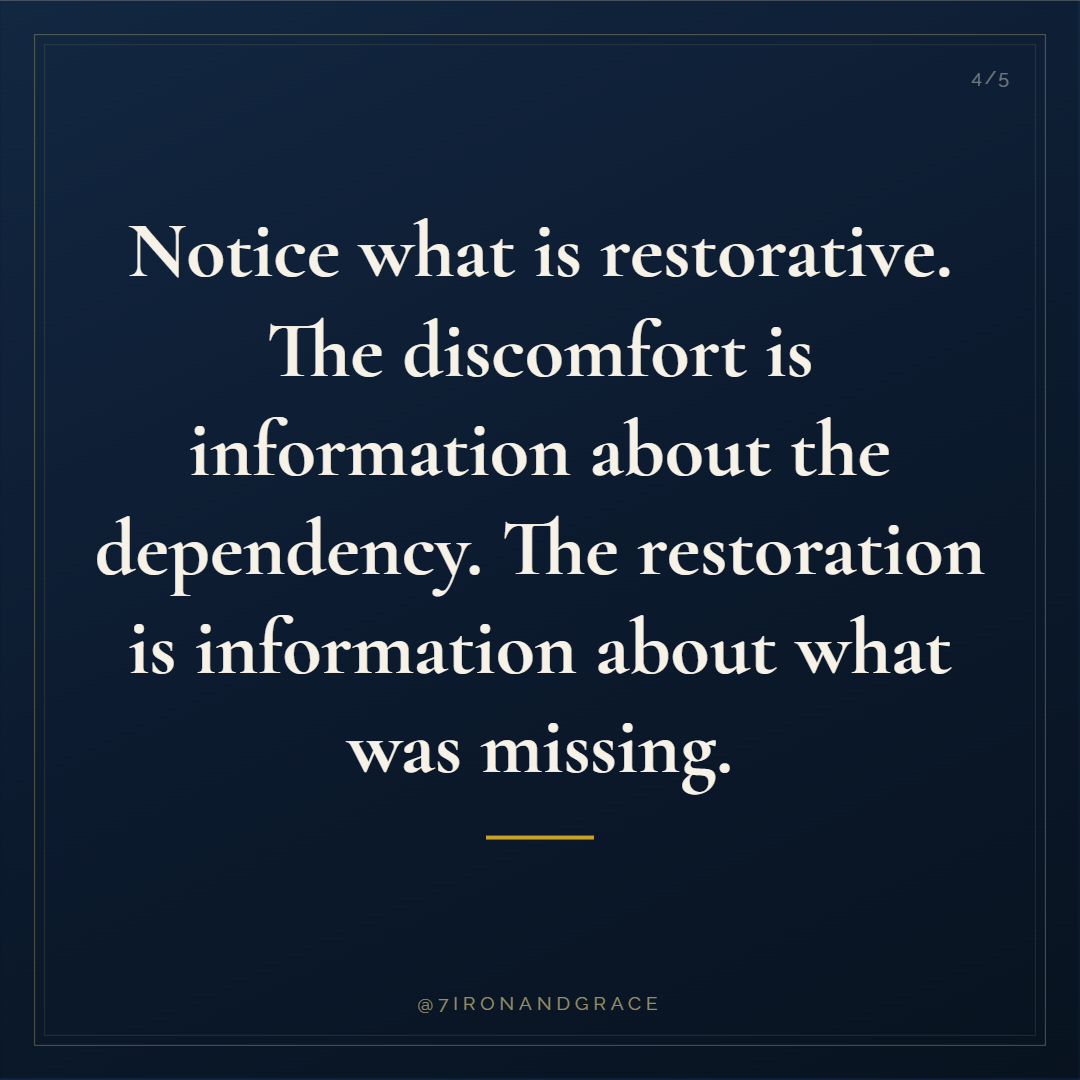 4/5
Notice what is restorative.
The discomfort is
information about the
dependency. The restoration
is information about what
was missing.
@7IRONANDGRACE